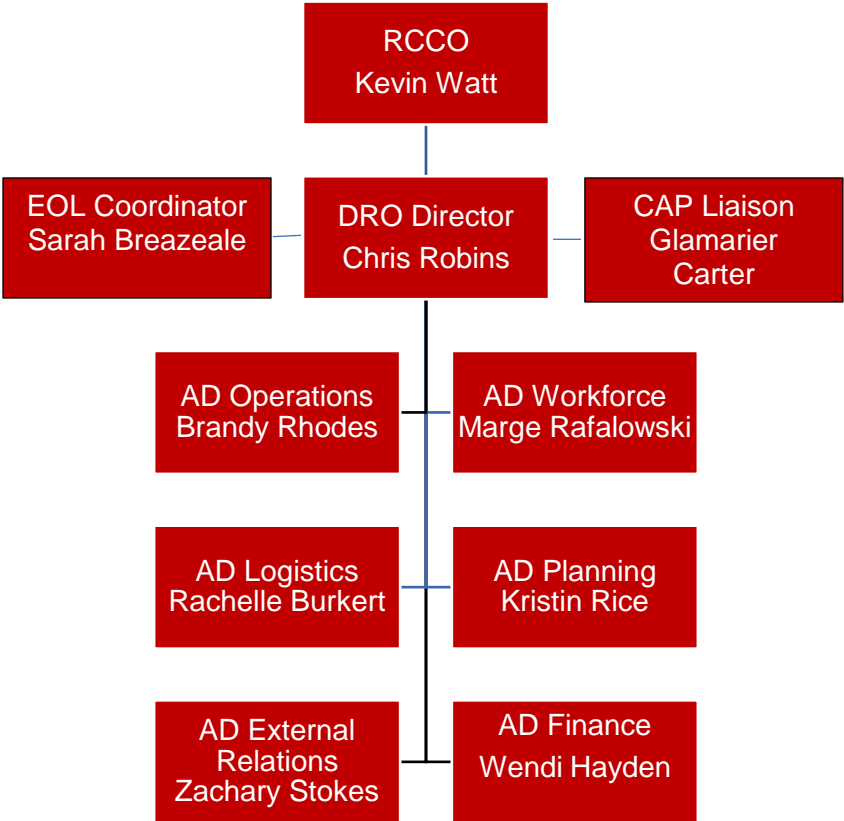 RCCO
Kevin Watt
EOL Coordinator
Sarah Breazeale
DRO Director
Chris Robins
CAP Liaison
Glamarier
Carter
AD Operations
Brandy Rhodes
AD Workforce
Marge Rafalowski
AD Logistics
Rachelle Burkert
AD Planning
Kristin Rice
AD External
Relations
Zachary Stokes
AD Finance
Wendi Hayden